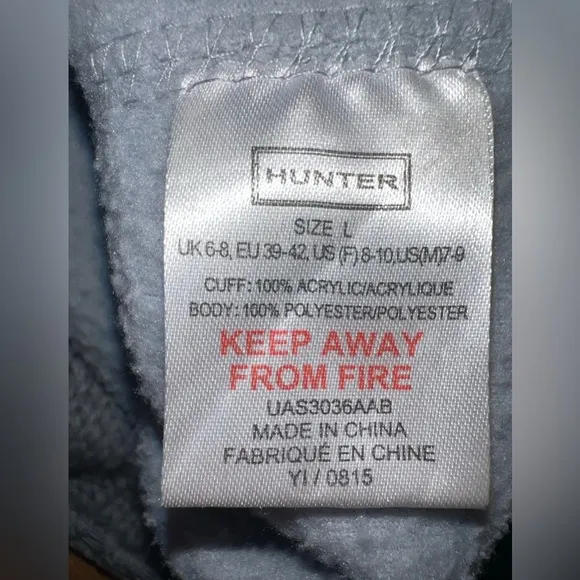 HUNTER
SIZE L
UK 6-8, EU 39-42, US (F) 8-10,US(M)7-9
CUFF: 100% ACRYLIC/ACRYLIQUE
BODY: 100% POLYESTER/POLYESTER
KEEP AWAY
FROM FIRE
UAS3036AAB
MADE IN CHINA
FABRIQUÉ EN CHINE
YI / 0815